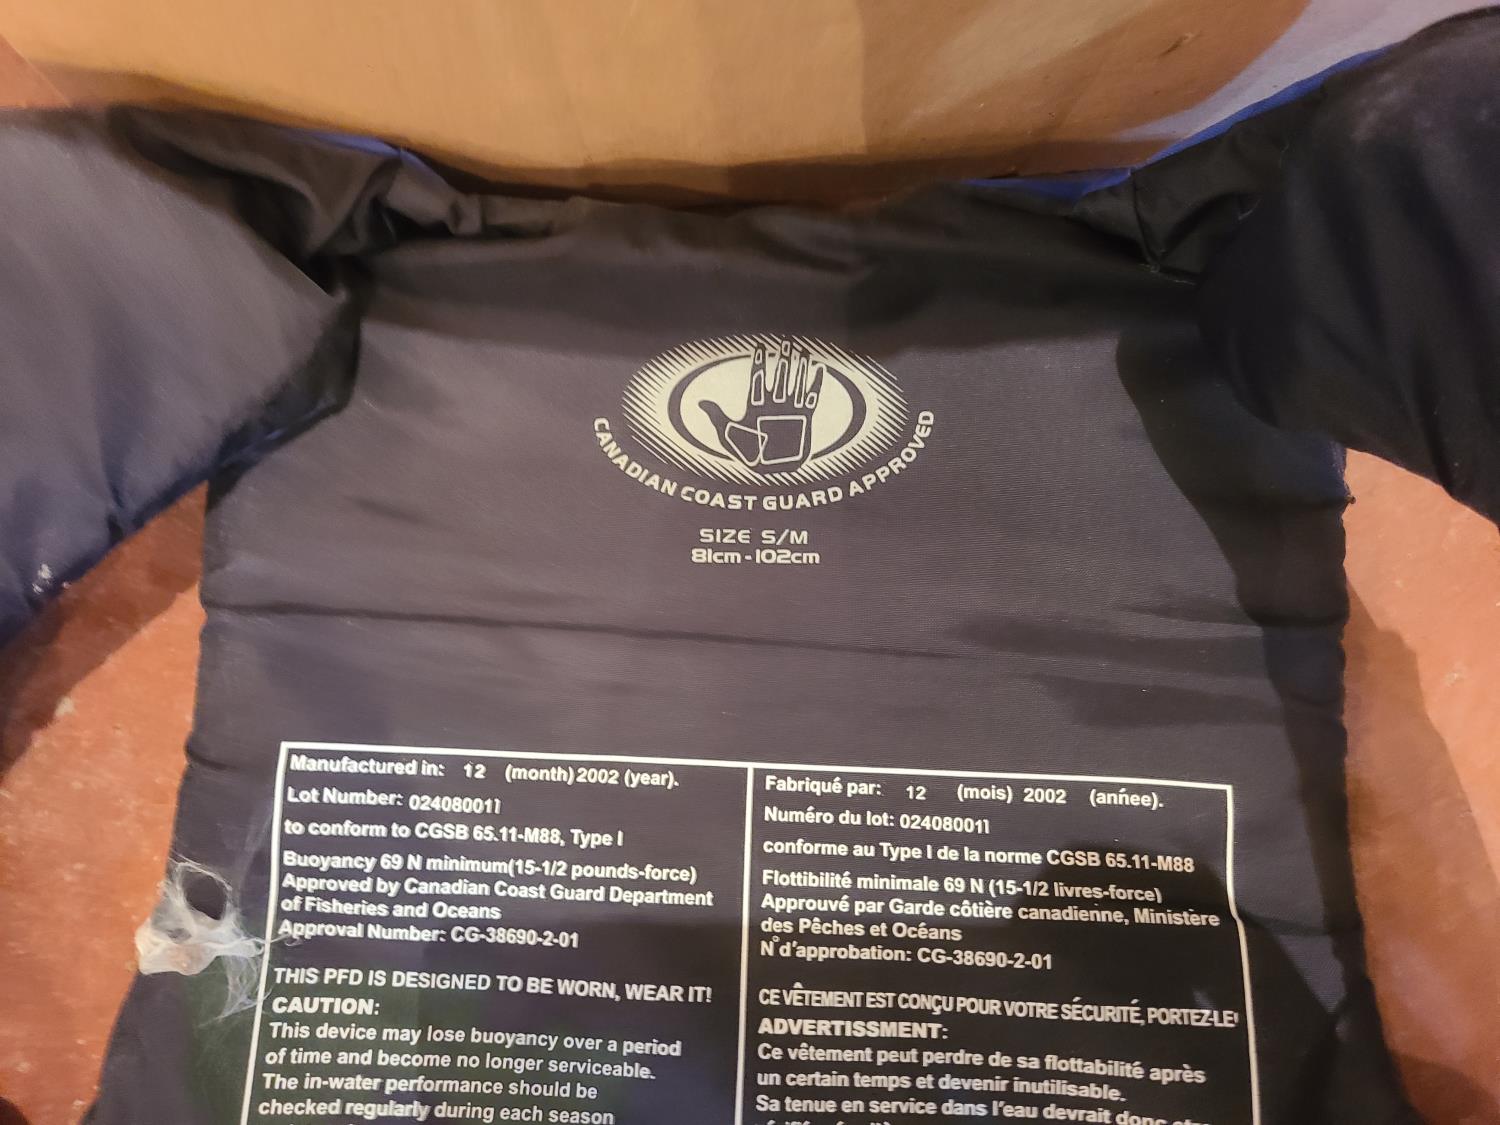 CANADIAN COAST GUARD APPROVED
SIZE S/M
81cm-102cm
Manufactured in: 12 (month) 2002 (year).
Lot Number: 024080011
to conform to CGSB 65.11-M88, Type I
Buoyancy 69 N minimum(15-1/2 pounds-force)
Approved by Canadian Coast Guard Department
of Fisheries and Oceans
Approval Number: CG-38690-2-01
THIS PFD IS DESIGNED TO BE WORN, WEAR IT!
CAUTION:
This device may lose buoyancy over a period
of time and become no longer serviceable.
The in-water performance should be
checked regularly during each season
Fabriqué par: 12 (mois) 2002 (anńee).
Numéro du lot: 024080011
conforme au Type I de la norme CGSB 65.11-M88
Flottibilité minimale 69 N (15-1/2 livres-force)
Approuvé par Garde côtière canadienne, Ministère
des Pêches et Océans
N° d'approbation: CG-38690-2-01
CE VÊTEMENT EST CONÇU POUR VOTRE SÉCURITÉ, PORTEZ-LE!
ADVERTISSMENT:
Ce vêtement peut perdre de sa flottabilité après
un certain temps et devenir inutilisable.
Sa tenue en service dans l'eau devrait donc